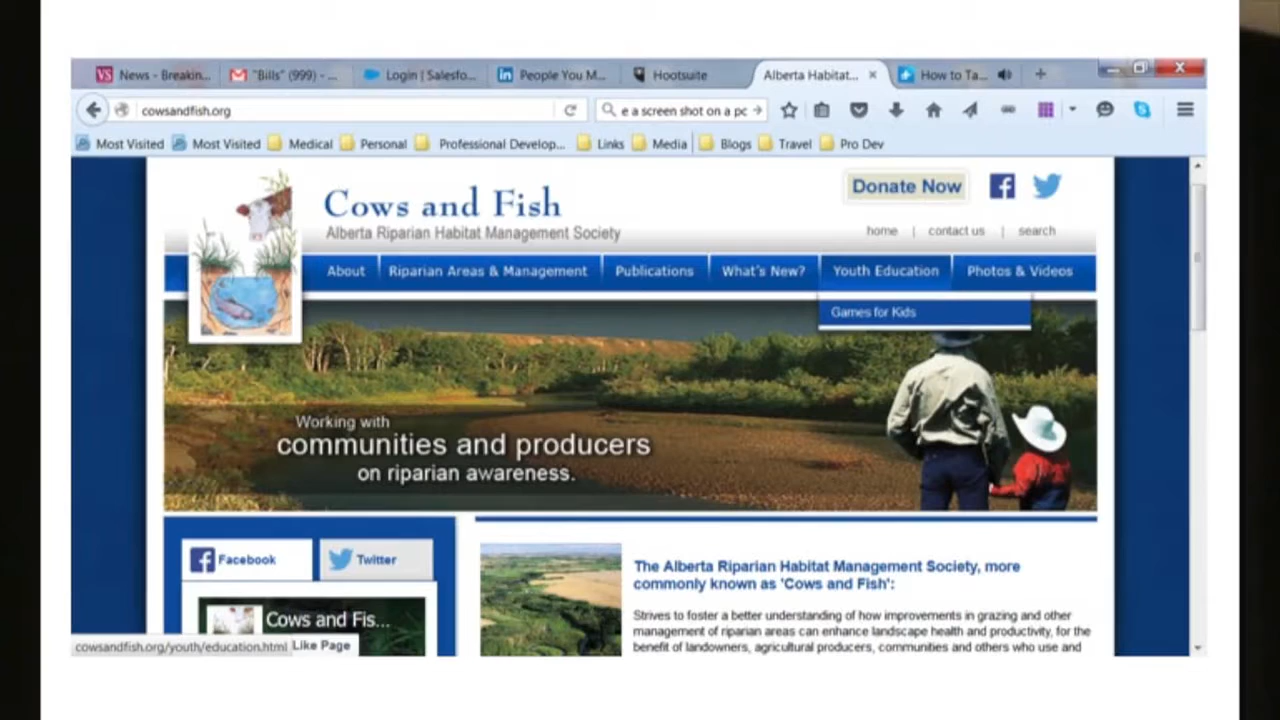 News - Breakin...
"Bills" (999) - ...
Login | Salesfo...
People You M...
Hootsuite
Alberta Habitat...
How to Ta...
cowsandfish.org
e a screen shot on a pc
Most Visited
Most Visited
Medical
Personal
Professional Develop...
Links
Media
Blogs
Travel
Pro Dev
Cows and Fish
Alberta Riparian Habitat Management Society
Donate Now
home | contact us | search
About
Riparian Areas & Management
Publications
What's New?
Youth Education
Photos & Videos
Games for Kids
Working with
communities and producers
on riparian awareness.
Facebook
Twitter
Cows and Fis...
Like Page
cowsandfish.org/youth/education.html
The Alberta Riparian Habitat Management Society, more
commonly known as 'Cows and Fish':
Strives to foster a better understanding of how improvements in grazing and other
management of riparian areas can enhance landscape health and productivity, for the
benefit of landowners, agricultural producers, communities and others who use and